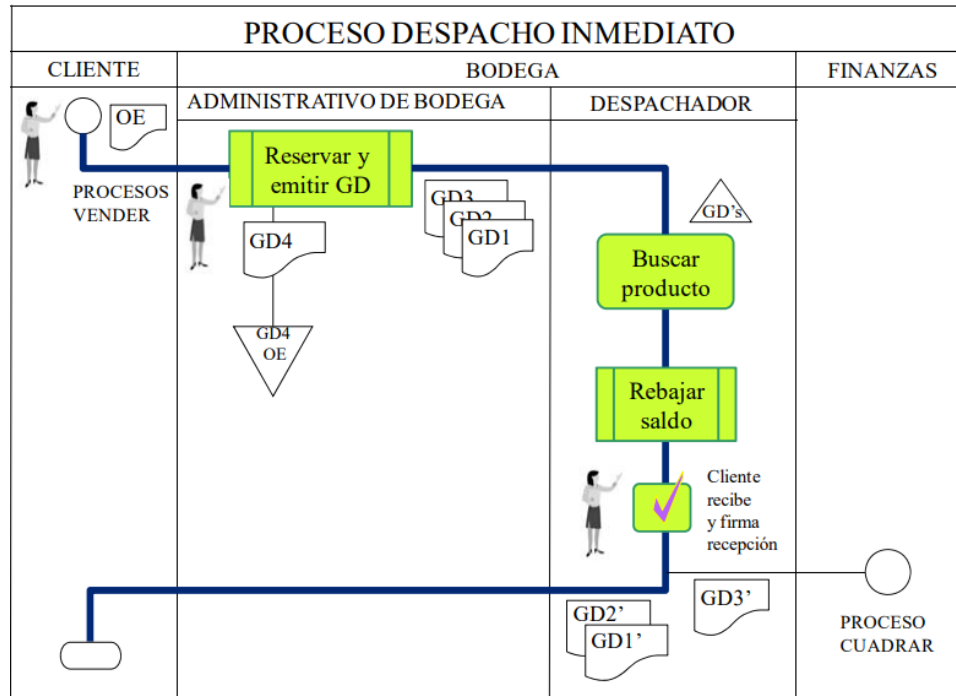 PROCESO DESPACHO INMEDIATO
CLIENTE
BODEGA
FINANZAS
ADMINISTRATIVO DE BODEGA
DESPACHADOR
OE
PROCESOS
VENDER
Reservar y
emitir GD
GD4
GD3
GD2
GD1
GD4
OE
GD's
Buscar
producto
Rebajar
saldo
Cliente
recibe
y firma
recepción
GD2'
GD1'
GD3'
PROCESO
CUADRAR